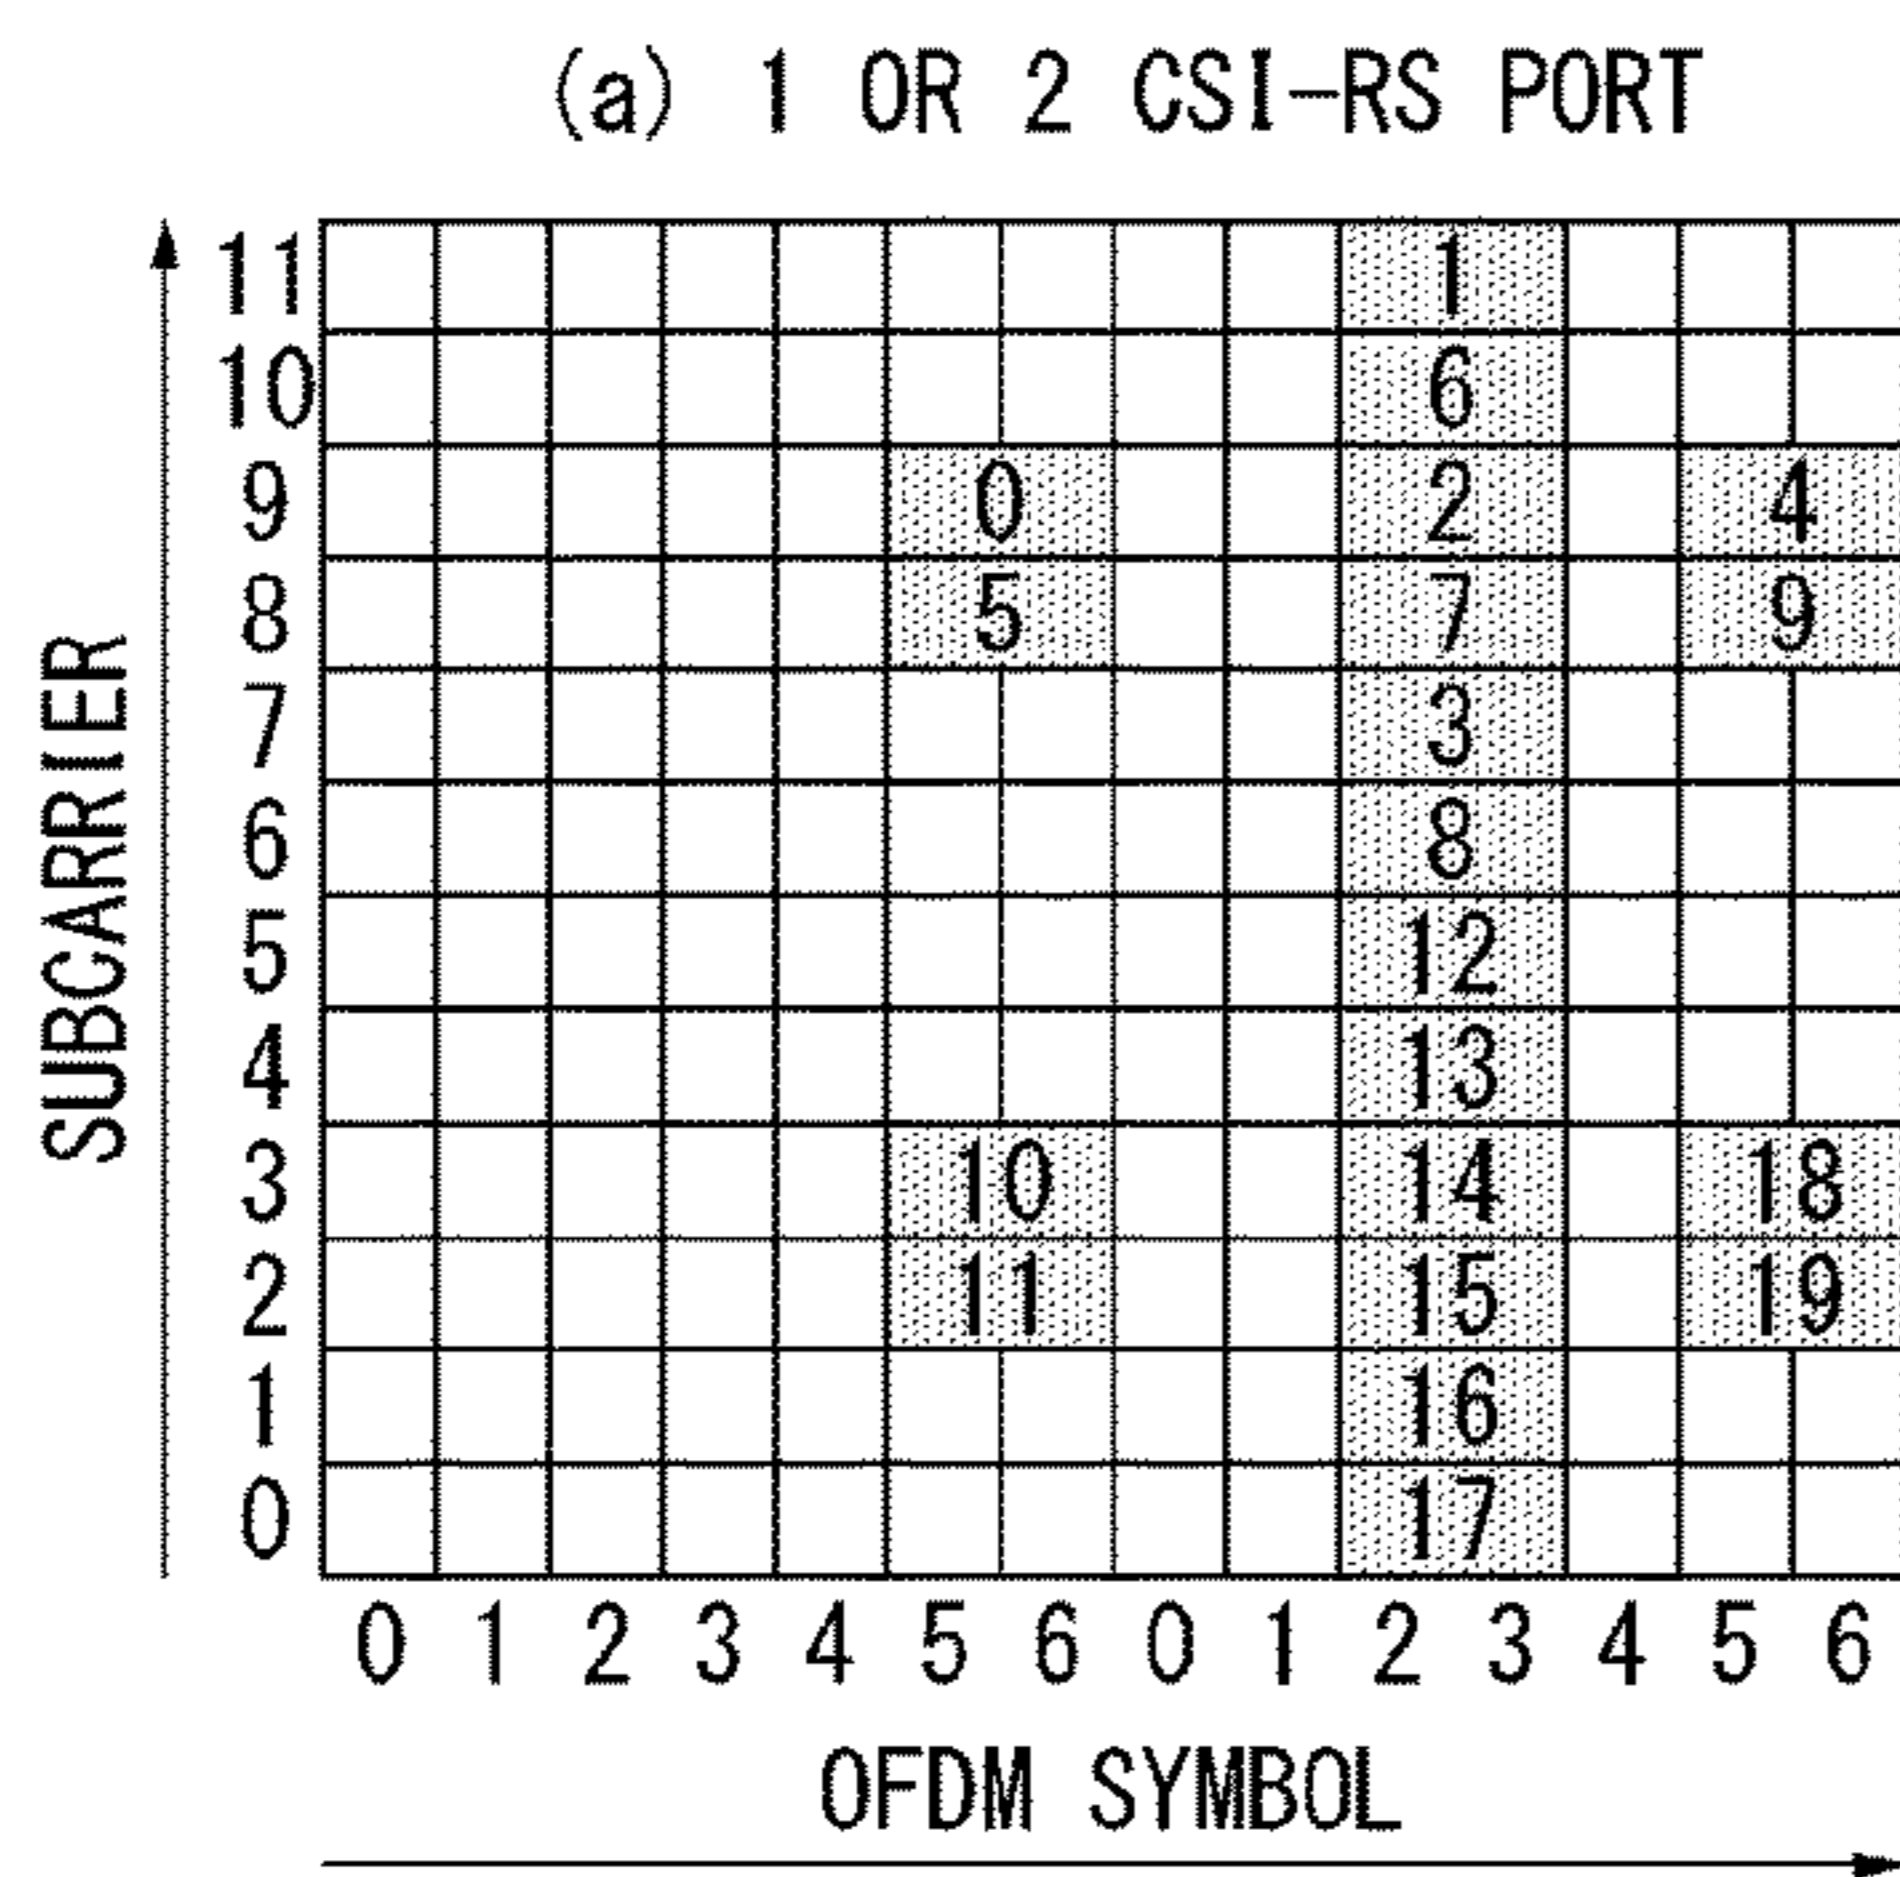 (a) 1 OR 2 CSI-RS PORT
SUBCARRIER
11 1
10 6
9 0 2 4
8 5 7 9
7 3
6 8
5 12
4 13
3 10 14 18
2 11 15 19
1 16
0 17
0 1 2 3 4 5 6 0 1 2 3 4 5 6
OFDM SYMBOL